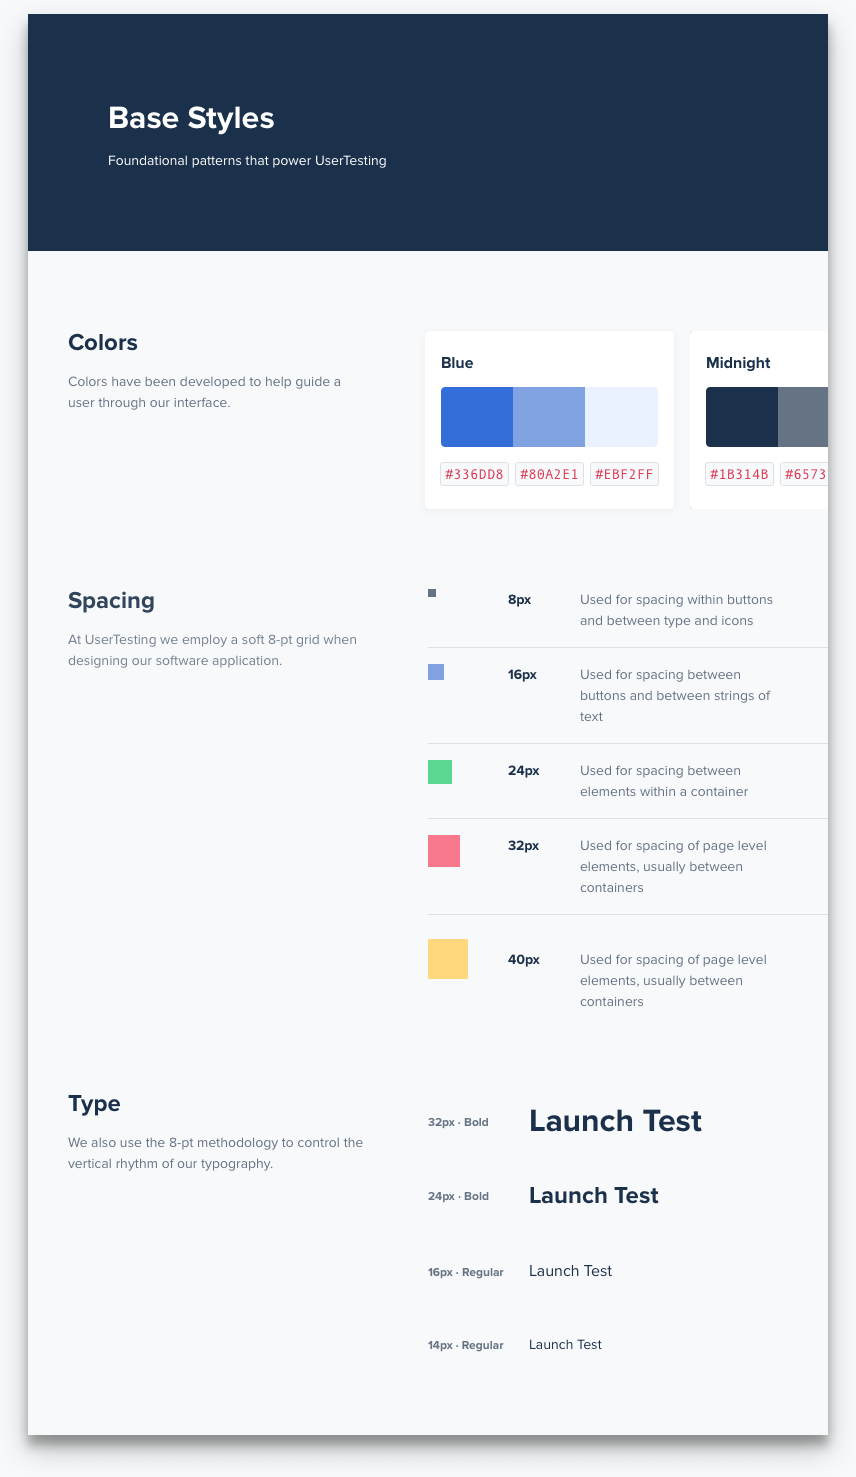 Base Styles
Foundational patterns that power UserTesting
Colors
Colors have been developed to help guide a
user through our interface.
Blue
#336DD8 #80A2E1 #EBF2FF
Midnight
#1B314B #6573
Spacing
At UserTesting we employ a soft 8-pt grid when
designing our software application.
8px
Used for spacing within buttons
and between type and icons
16px
Used for spacing between
buttons and between strings of
text
24px
Used for spacing between
elements within a container
32px
Used for spacing of page level
elements, usually between
containers
40px
Used for spacing of page level
elements, usually between
containers
Type
We also use the 8-pt methodology to control the
vertical rhythm of our typography.
32px · Bold
Launch Test
24px · Bold
Launch Test
16px · Regular
Launch Test
14px · Regular
Launch Test